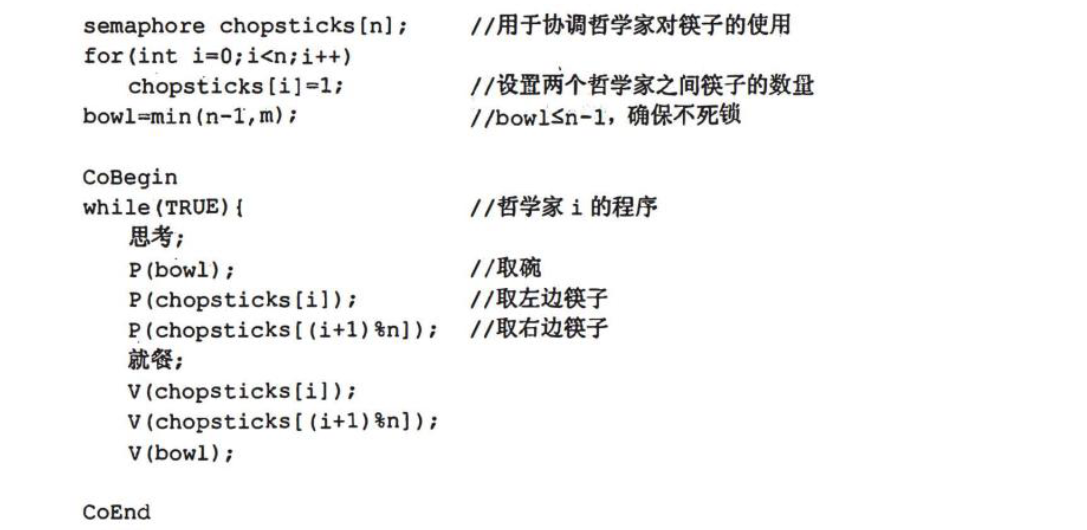 semaphore chopsticks[n];    //用于协调哲学家对筷子的使用
for(int i=0;i<n;i++)
    chopsticks[i]=1;    //设置两个哲学家之间筷子的数量
bowl=min(n-1,m);    //bowl≤n-1，确保不死锁
CoBegin
while(TRUE){    //哲学家 i 的程序
    思考;
    P(bowl);    //取碗
    P(chopsticks[i]);    //取左边筷子
    P(chopsticks[(i+1)%n]);    //取右边筷子
    就餐;
    V(chopsticks[i]);
    V(chopsticks[(i+1)%n]);
    V(bowl);
CoEnd